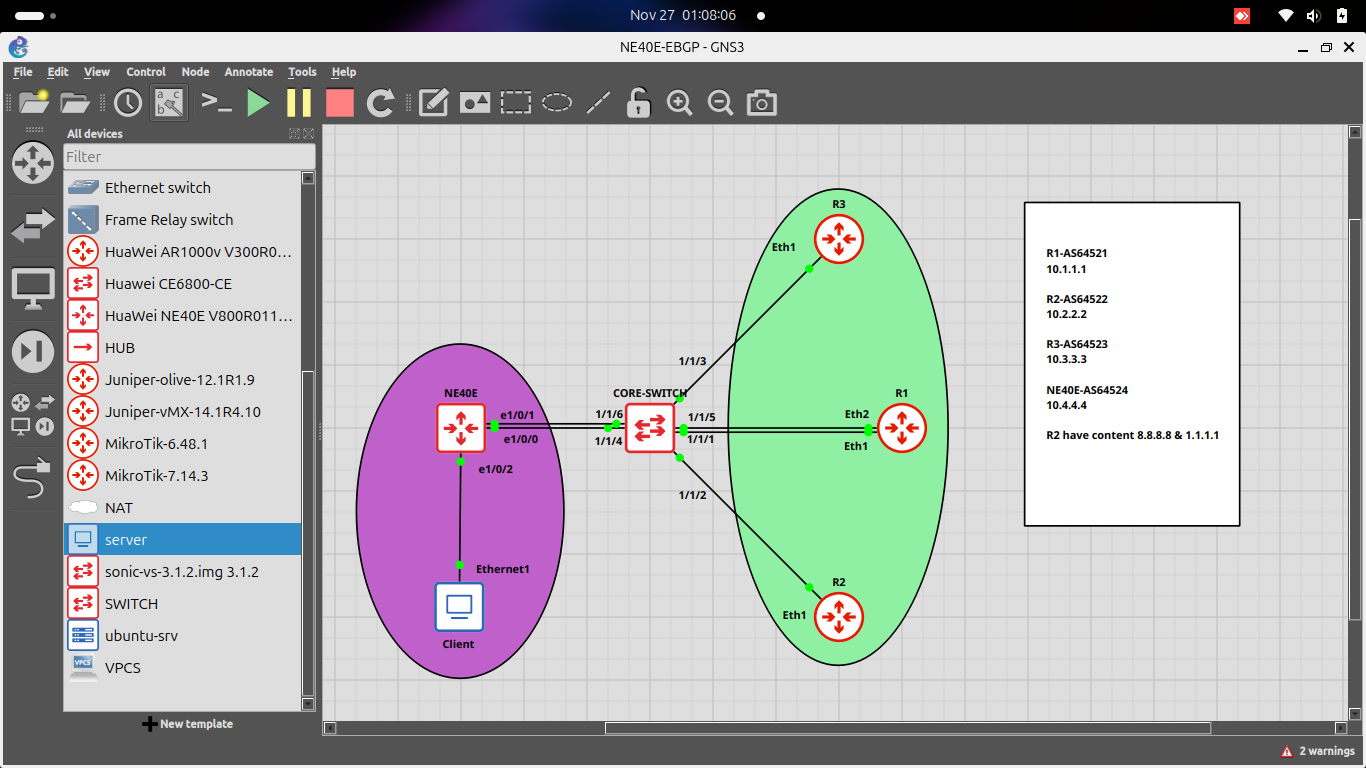 Nov 27 01:08:06
NE40E-EBGP - GNS3
File Edit View Control Node Annotate Tools Help
a c
b
All devices
Filter
Ethernet switch
Frame Relay switch
HuaWei AR1000v V300R0...
Huawei CE6800-CE
HuaWei NE40E V800R011...
HUB
Juniper-olive-12.1R1.9
Juniper-vMX-14.1R4.10
MikroTik-6.48.1
MikroTik-7.14.3
NAT
server
sonic-vs-3.1.2.img 3.1.2
SWITCH
ubuntu-srv
VPCS
VPCS
New template
R3
Eth1
1/1/3
NE40E
CORE-SWITCH
R1
e1/0/1
1/1/6
1/1/5
Eth2
e1/0/0
1/1/4
1/1/1
Eth1
e1/0/2
1/1/2
Ethernet1
R2
Eth1
Client
R1-AS64521
10.1.1.1
R2-AS64522
10.2.2.2
R3-AS64523
10.3.3.3
NE40E-AS64524
10.4.4.4
R2 have content 8.8.8.8 & 1.1.1.1
2 warnings